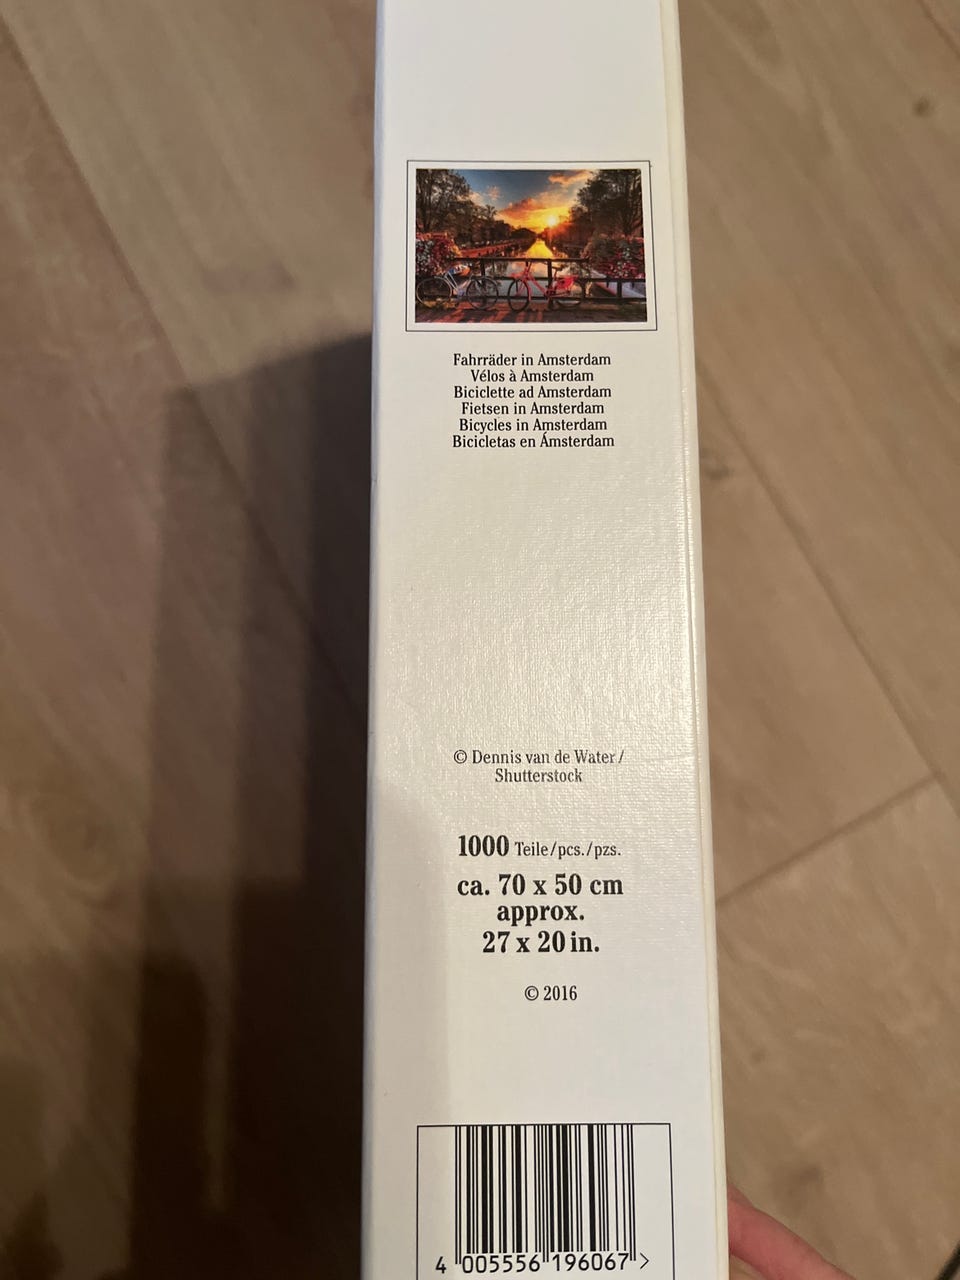 Fahrräder in Amsterdam
Vélos à Amsterdam
Biciclette ad Amsterdam
Fietsen in Amsterdam
Bicycles in Amsterdam
Bicicletas en Ámsterdam
© Dennis van de Water /
Shutterstock
1000 Teile/pcs./pzs.
ca. 70 x 50 cm
approx.
27 x 20 in.
© 2016
4 005556 196067 >